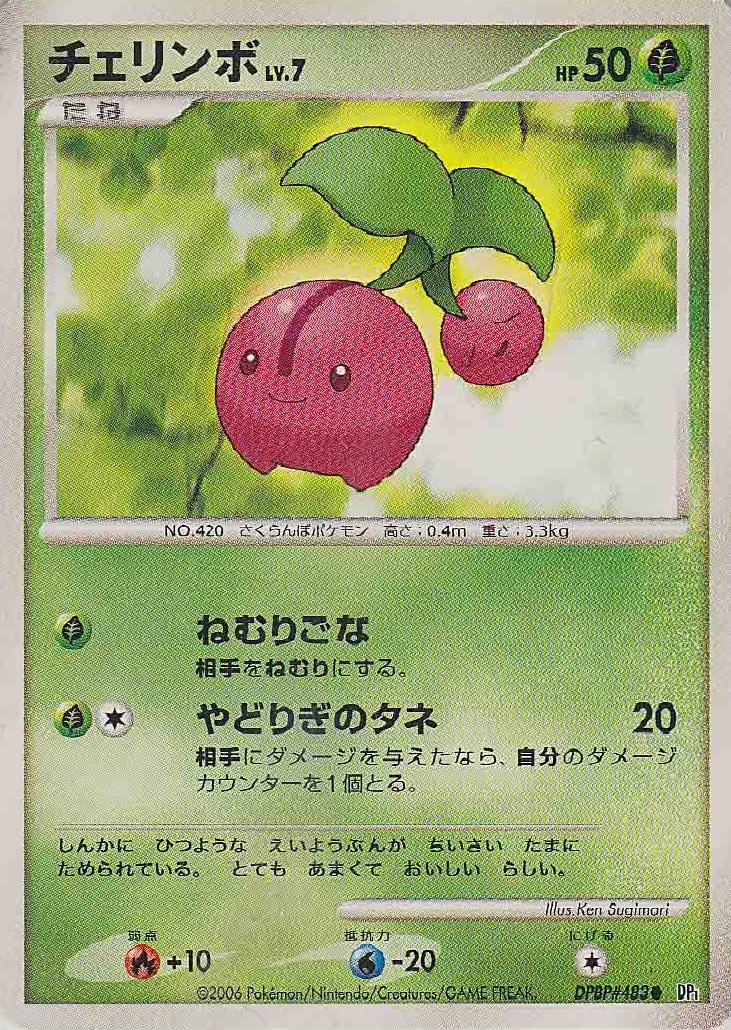 チェリンボ LV.7 HP 50
たね
NO.420 さくらんぼポケモン 高さ:0.4m 重さ:3.3kg
ねむりごな
相手をねむりにする。
やどりぎのタネ 20
相手にダメージを与えたなら、自分のダメージ
カウンターを1個とる。
しんかに ひつような えいようぶんが ちいさい たまに
ためられている。 とても あまくて おいしい らしい。
Illus.Ken Sugimori
弱点 抵抗力 にげる
+10 -20
©2006 Pokémon/Nintendo/Creatures/GAME FREAK. DPBP#483 DP1